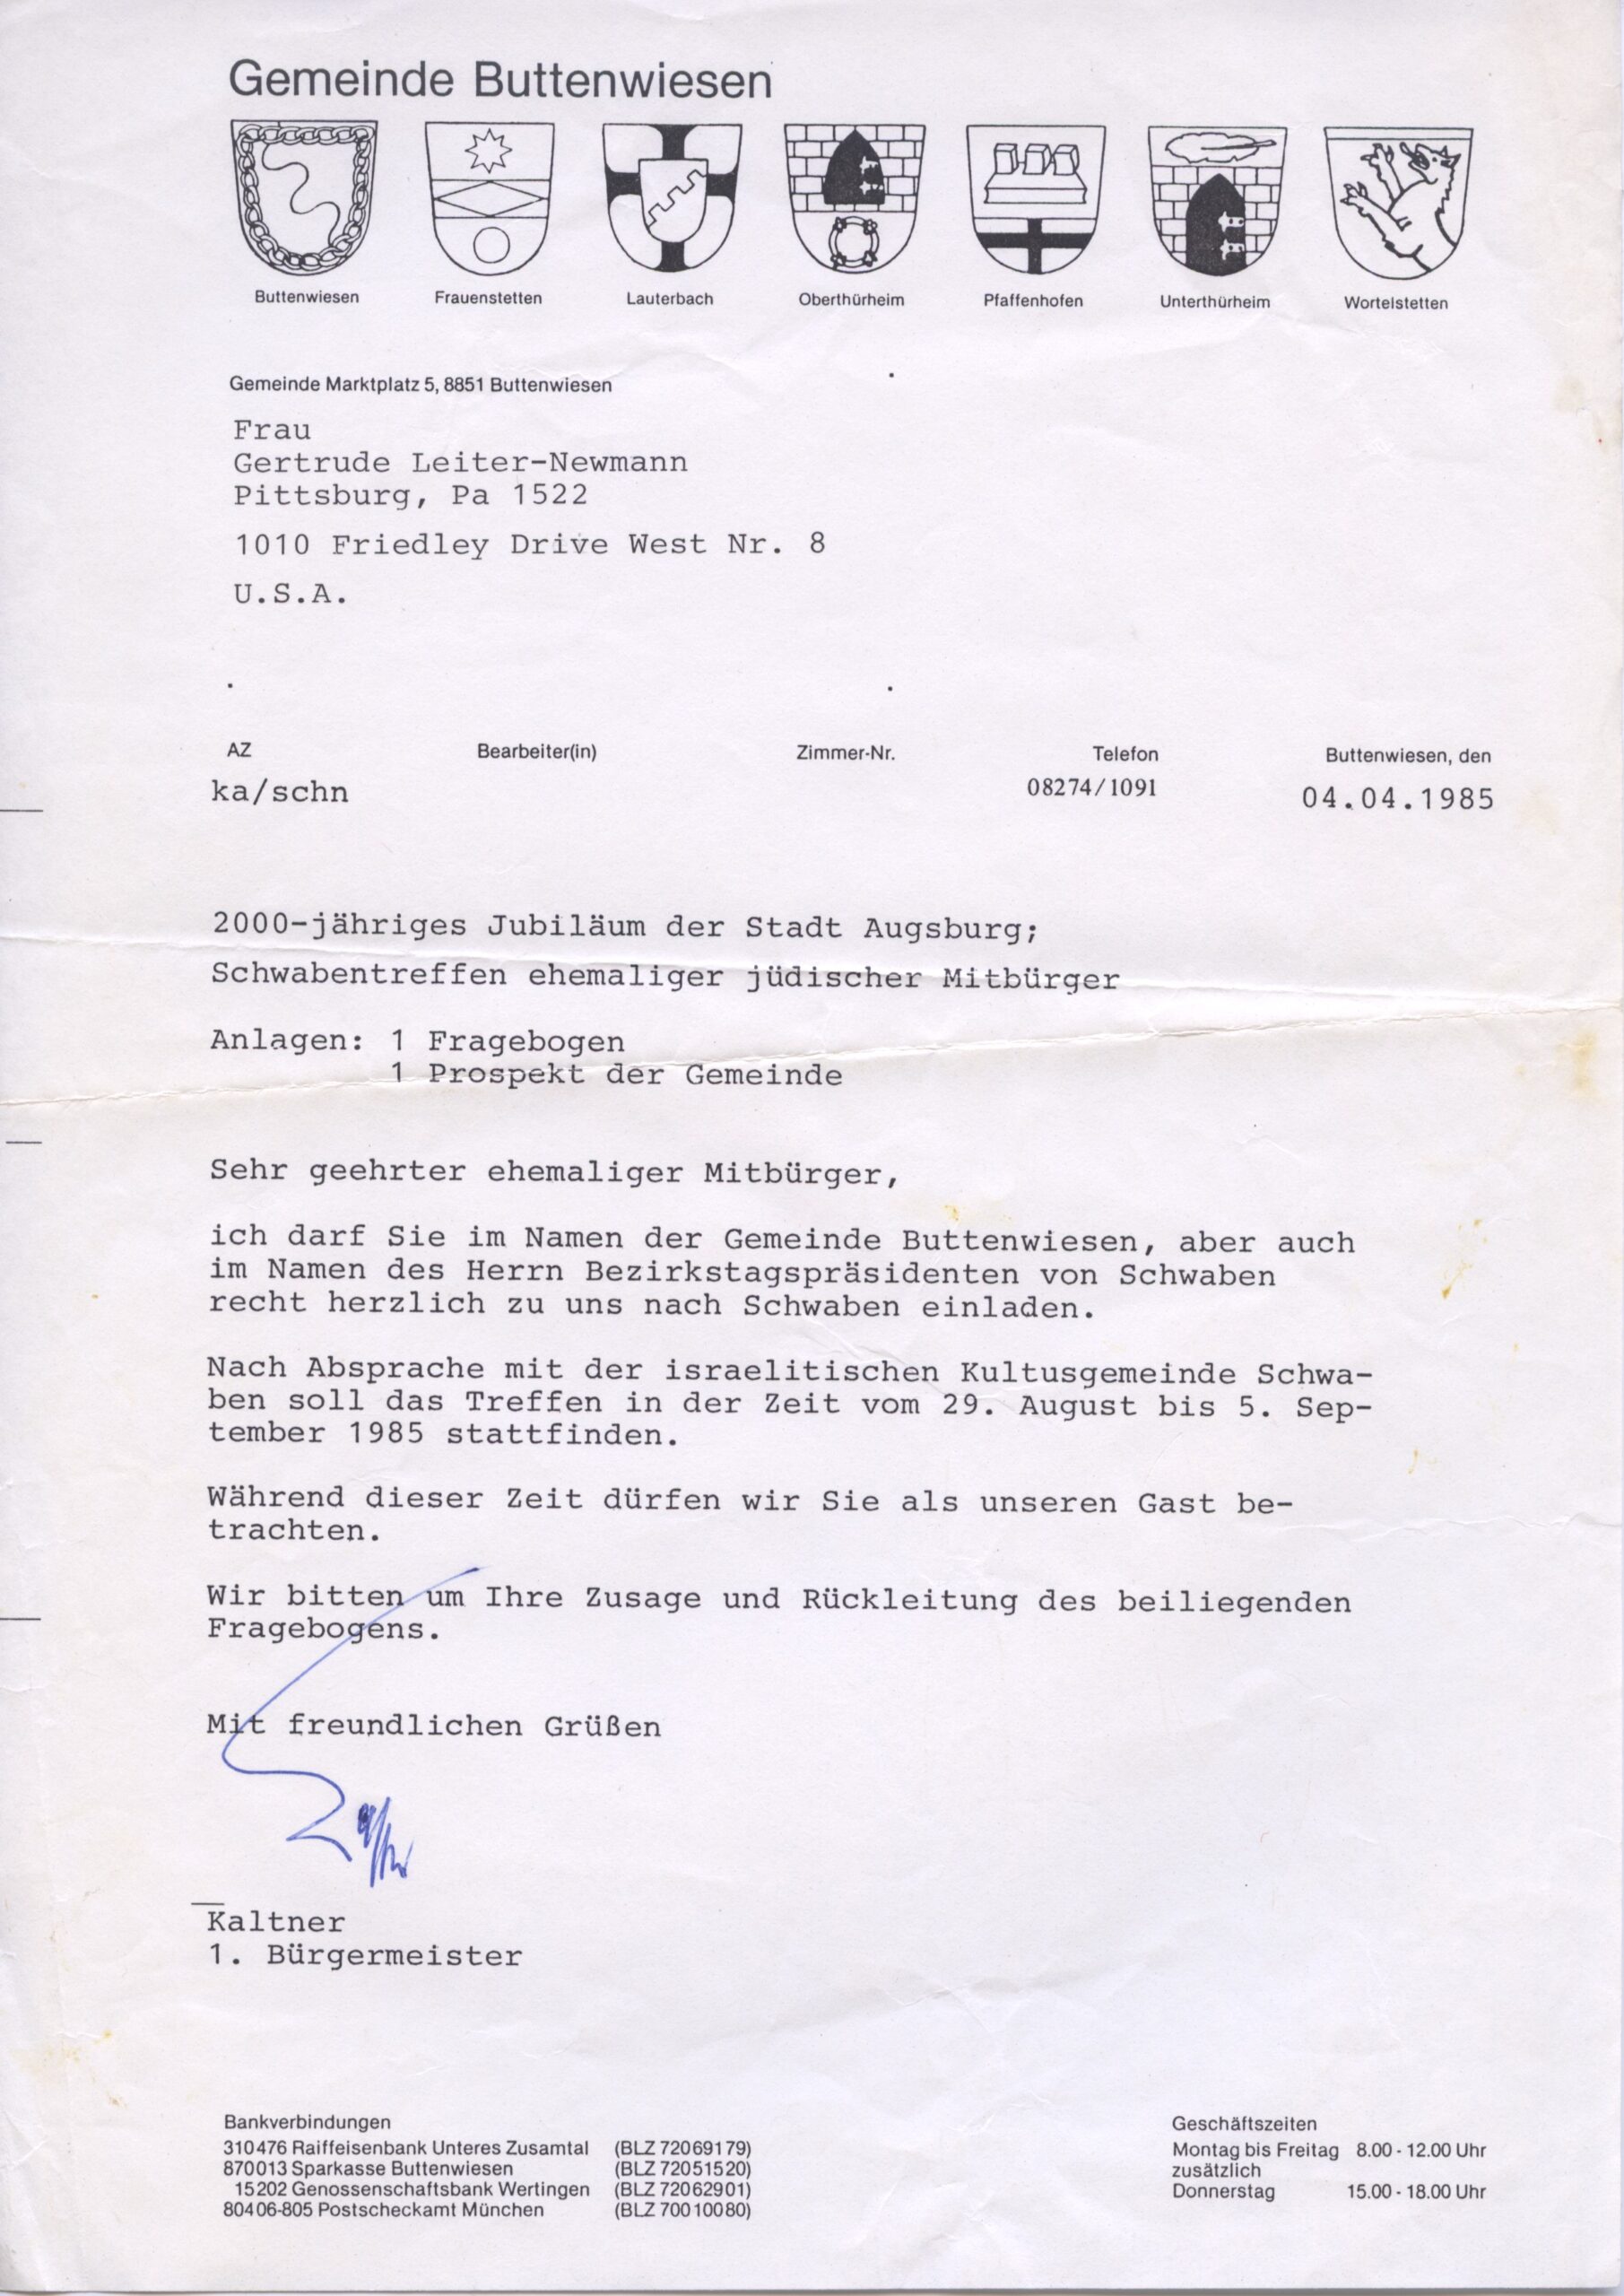 Gemeinde Buttenwiesen
Buttenwiesen Frauenstetten Lauterbach Oberthürheim Pfaffenhofen Unterthürheim Wortelstetten
Gemeinde Marktplatz 5, 8851 Buttenwiesen
Frau
Gertrude Leiter-Newmann
Pittsburg, Pa 1522
1010 Friedley Drive West Nr. 8
U.S.A.
AZ Bearbeiter(in) Zimmer-Nr. Telefon Buttenwiesen, den
ka/schn 08274/1091 04.04.1985
2000-jähriges Jubiläum der Stadt Augsburg;
Schwabentreffen ehemaliger jüdischer Mitbürger
Anlagen: 1 Fragebogen
1 Prospekt der Gemeinde
Sehr geehrter ehemaliger Mitbürger,
ich darf Sie im Namen der Gemeinde Buttenwiesen, aber auch
im Namen des Herrn Bezirkstagspräsidenten von Schwaben
recht herzlich zu uns nach Schwaben einladen.
Nach Absprache mit der israelitischen Kultusgemeinde Schwa-
ben soll das Treffen in der Zeit vom 29. August bis 5. Sep-
tember 1985 stattfinden.
Während dieser Zeit dürfen wir Sie als unseren Gast be-
trachten.
Wir bitten um Ihre Zusage und Rückleitung des beiliegenden
Fragebogens.
Mit freundlichen Grüßen
Kaltner
1. Bürgermeister
Bankverbindungen
310476 Raiffeisenbank Unteres Zusamtal (BLZ 72069179)
870013 Sparkasse Buttenwiesen (BLZ 72051520)
15202 Genossenschaftsbank Wertingen (BLZ 72062901)
80406-805 Postscheckamt München (BLZ 70010080)
Geschäftszeiten
Montag bis Freitag 8.00 - 12.00 Uhr
zusätzlich
Donnerstag 15.00 - 18.00 Uhr